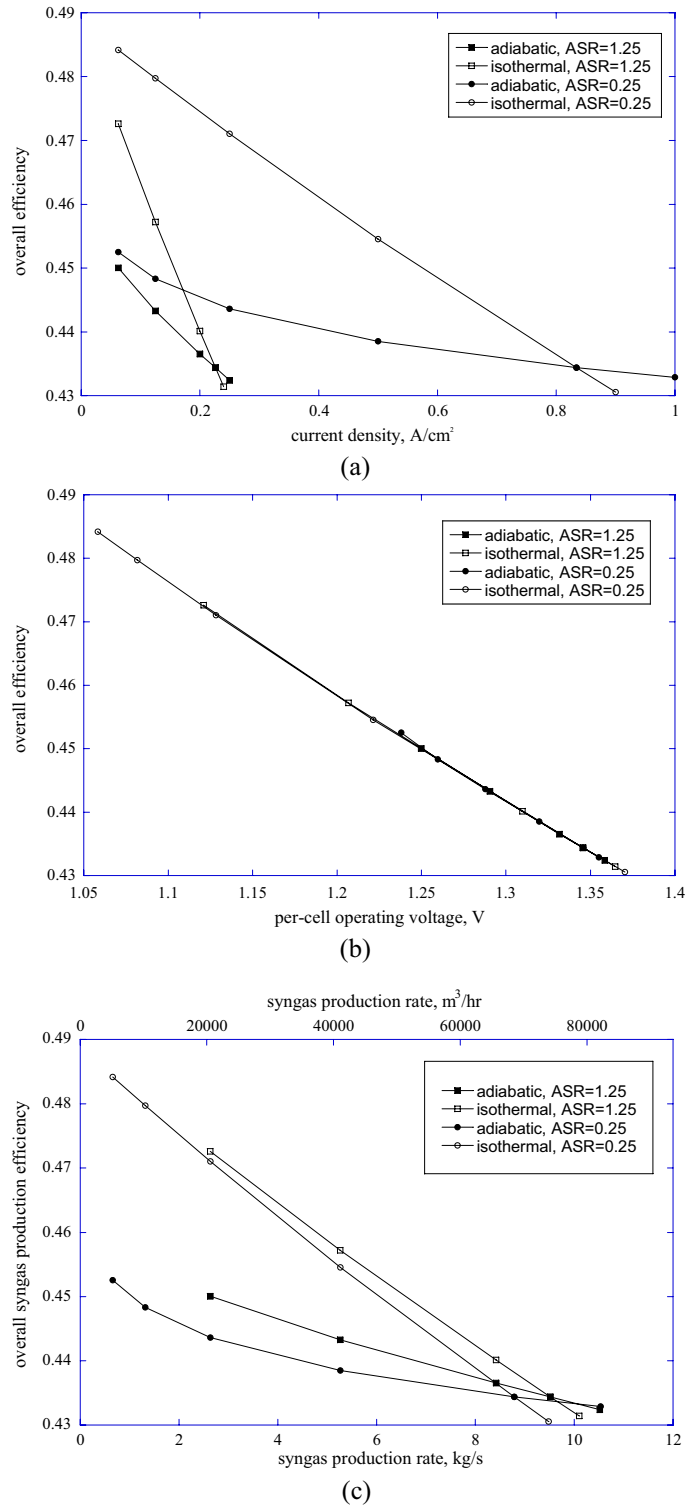 0.49
0.48
0.47
0.46
0.45
0.44
0.43
overall efficiency
adiabatic, ASR=1.25
isothermal, ASR=1.25
adiabatic, ASR=0.25
isothermal, ASR=0.25
0 0.2 0.4 0.6 0.8 1
current density, A/cm²
(a)
0.49
0.48
0.47
0.46
0.45
0.44
0.43
overall efficiency
adiabatic, ASR=1.25
isothermal, ASR=1.25
adiabatic, ASR=0.25
isothermal, ASR=0.25
1.05 1.1 1.15 1.2 1.25 1.3 1.35 1.4
per-cell operating voltage, V
(b)
syngas production rate, m³/hr
0 20000 40000 60000 80000
0.49
0.48
0.47
0.46
0.45
0.44
0.43
overall syngas production efficiency
adiabatic, ASR=1.25
isothermal, ASR=1.25
adiabatic, ASR=0.25
isothermal, ASR=0.25
0 2 4 6 8 10 12
syngas production rate, kg/s
(c)